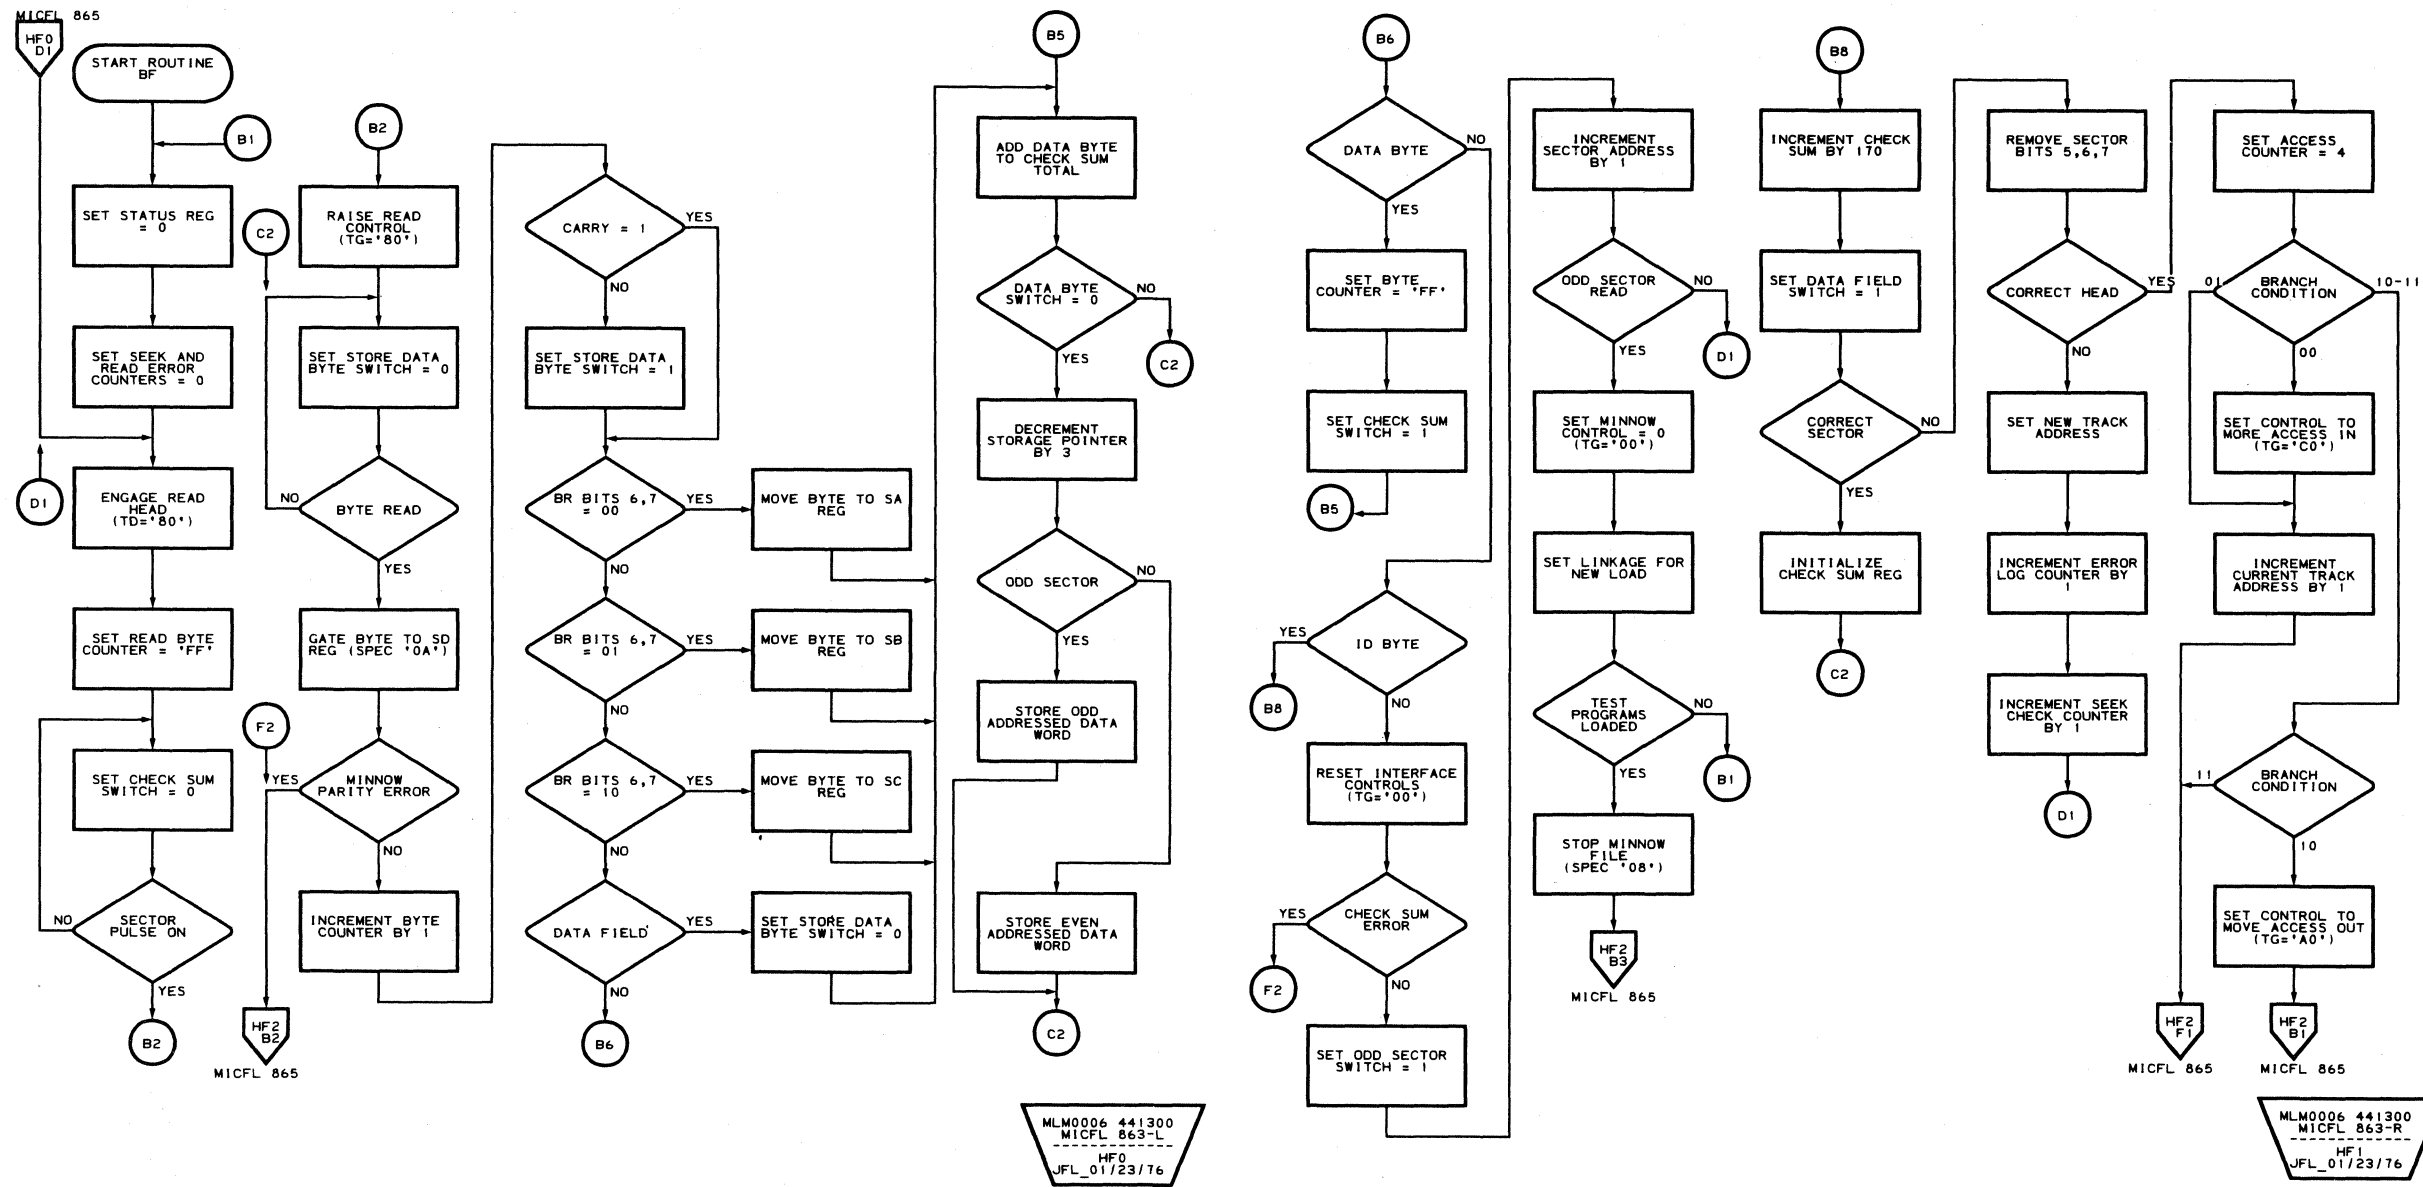 MICFL 865
HF0
D1
START ROUTINE
BF
B1
SET STATUS REG
= 0
SET SEEK AND
READ ERROR
COUNTERS = 0
D1
ENGAGE READ
HEAD
(TD='80')
SET READ BYTE
COUNTER = 'FF'
SET CHECK SUM
SWITCH = 0
NO
SECTOR
PULSE ON
YES
B2
B2
C2
RAISE READ
CONTROL
(TG='80')
SET STORE DATA
BYTE SWITCH = 0
NO
BYTE READ
YES
GATE BYTE TO SD
REG (SPEC '0A')
F2
YES
MINNOW
PARITY ERROR
NO
INCREMENT BYTE
COUNTER BY 1
HF2
B2
MICFL 865
CARRY = 1
YES
NO
SET STORE DATA
BYTE SWITCH = 1
BR BITS 6,7
= 00
YES
MOVE BYTE TO SA
REG
NO
BR BITS 6,7
= 01
YES
MOVE BYTE TO SB
REG
NO
BR BITS 6,7
= 10
YES
MOVE BYTE TO SC
REG
NO
DATA FIELD
YES
SET STORE DATA
BYTE SWITCH = 0
NO
B6
B5
ADD DATA BYTE
TO CHECK SUM
TOTAL
DATA BYTE
SWITCH = 0
NO
C2
YES
DECREMENT
STORAGE POINTER
BY 3
ODD SECTOR
NO
YES
STORE ODD
ADDRESSED DATA
WORD
STORE EVEN
ADDRESSED DATA
WORD
C2
MLM0006 441300
MICFL 863-L
--------------
HF0
JFL_01/23/76
B6
DATA BYTE
NO
YES
SET BYTE
COUNTER = 'FF'
SET CHECK SUM
SWITCH = 1
B5
YES
ID BYTE
B8
NO
RESET INTERFACE
CONTROLS
(TG='00')
YES
CHECK SUM
ERROR
F2
NO
SET ODD SECTOR
SWITCH = 1
INCREMENT
SECTOR ADDRESS
BY 1
ODD SECTOR
READ
NO
D1
YES
SET MINNOW
CONTROL = 0
(TG='00')
SET LINKAGE FOR
NEW LOAD
TEST
PROGRAMS
LOADED
NO
B1
YES
STOP MINNOW
FILE
(SPEC '08')
HF2
B3
MICFL 865
B8
INCREMENT CHECK
SUM BY 170
SET DATA FIELD
SWITCH = 1
CORRECT
SECTOR
NO
YES
INITIALIZE
CHECK SUM REG
C2
REMOVE SECTOR
BITS 5,6,7
CORRECT HEAD
YES
NO
SET NEW TRACK
ADDRESS
INCREMENT ERROR
LOG COUNTER BY
1
INCREMENT SEEK
CHECK COUNTER
BY 1
D1
SET ACCESS
COUNTER = 4
01
BRANCH
CONDITION
10-11
00
SET CONTROL TO
MORE ACCESS IN
(TG='C0')
INCREMENT
CURRENT TRACK
ADDRESS BY 1
11
BRANCH
CONDITION
10
SET CONTROL TO
MOVE ACCESS OUT
(TG='A0')
HF2
F1
MICFL 865
HF2
B1
MICFL 865
MLM0006 441300
MICFL 863-R
--------------
HF1
JFL_01/23/76